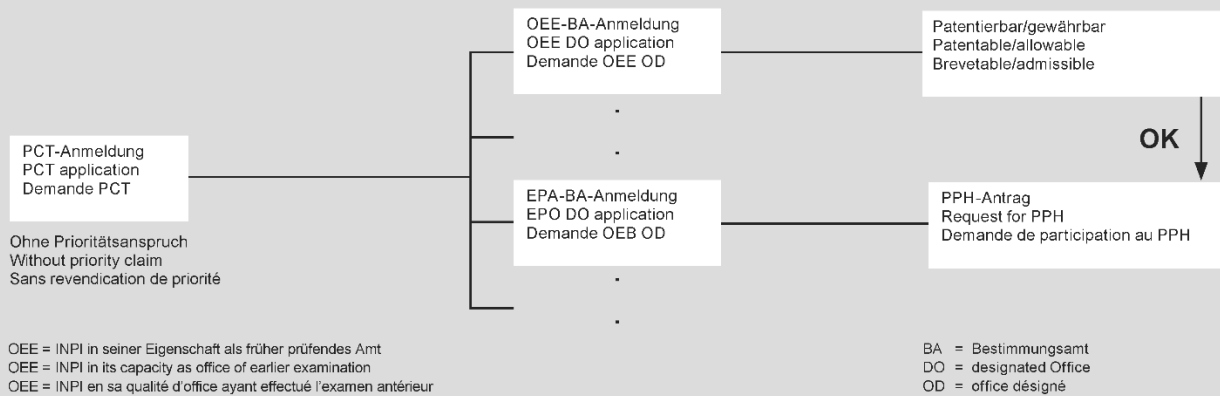 OEE-BA-Anmeldung
OEE DO application
Demande OEE OD
Patentierbar/gewährbar
Patentable/allowable
Brevetable/admissible
OK
PCT-Anmeldung
PCT application
Demande PCT
Ohne Prioritätsanspruch
Without priority claim
Sans revendication de priorité
EPA-BA-Anmeldung
EPO DO application
Demande OEB OD
PPH-Antrag
Request for PPH
Demande de participation au PPH
OEE = INPI in seiner Eigenschaft als früher prüfendes Amt
OEE = INPI in its capacity as office of earlier examination
OEE = INPI en sa qualité d'office ayant effectué l'examen antérieur
BA = Bestimmungsamt
DO = designated Office
OD = office désigné